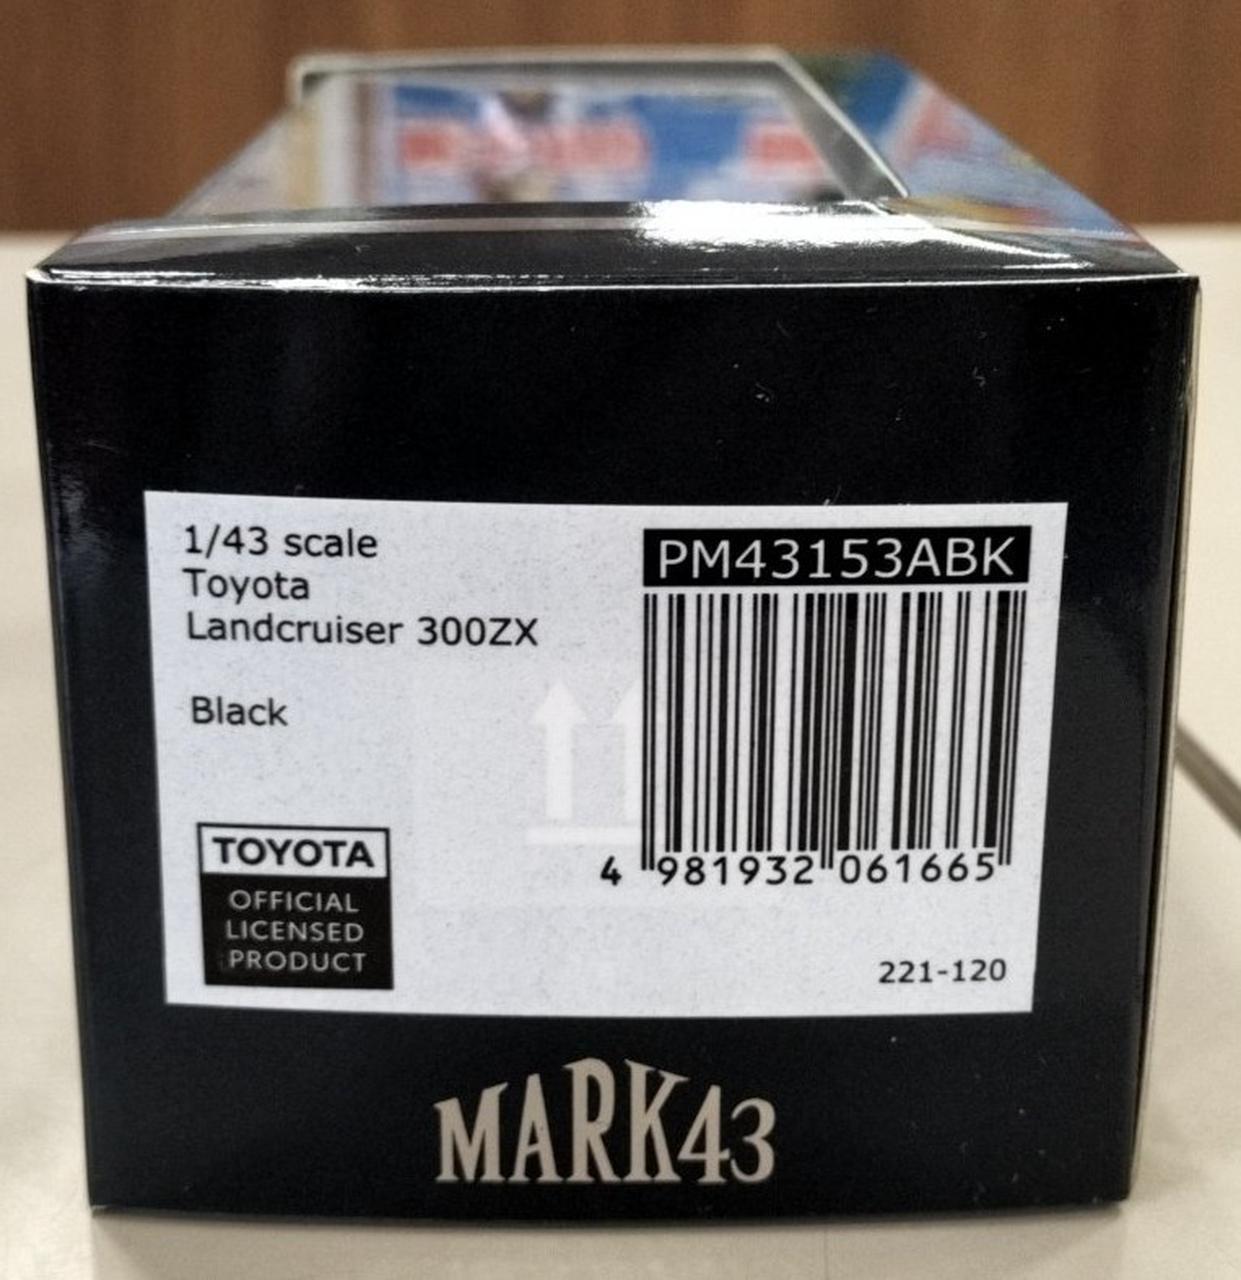 1/43 scale
Toyota
Landcruiser 300ZX
Black
PM43153ABK
4 981932 061665
TOYOTA
OFFICIAL
LICENSED
PRODUCT
221-120
MARK43